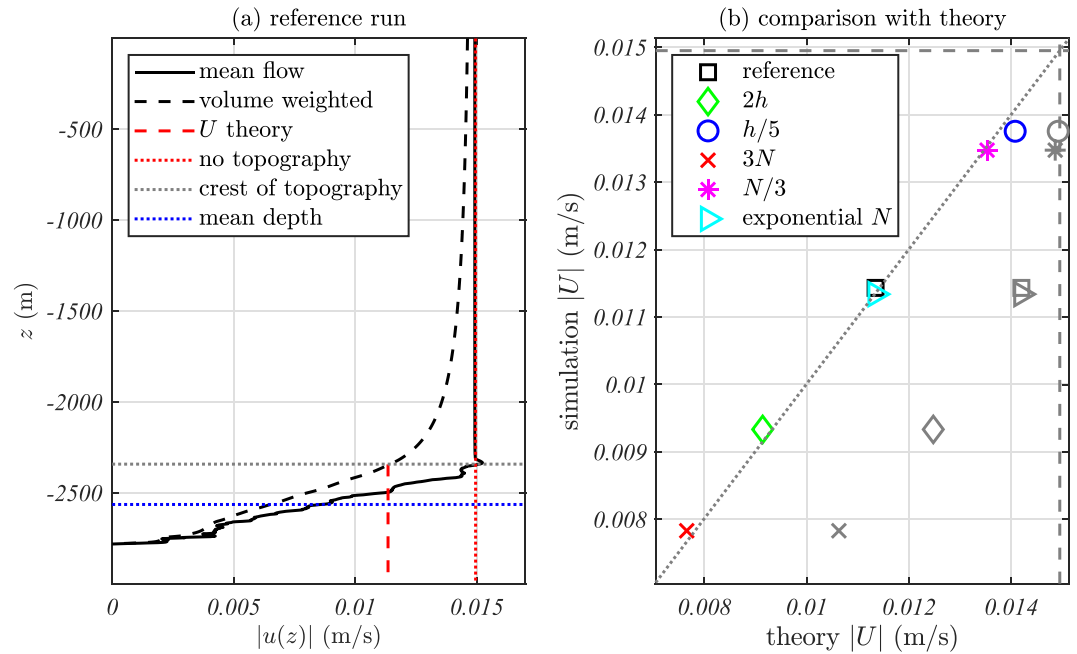 (a) reference run
mean flow
volume weighted
U theory
no topography
crest of topography
mean depth
-500
-1000
-1500
-2000
-2500
z (m)
0
0.005
0.01
0.015
|u(z)| (m/s)
(b) comparison with theory
reference
2h
h/5
3N
N/3
exponential N
0.015
0.014
0.013
0.012
0.011
0.01
0.009
0.008
simulation |U| (m/s)
0.008
0.01
0.012
0.014
theory |U| (m/s)